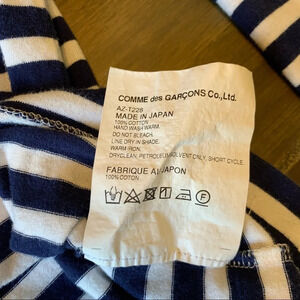 COMME des GARÇONS Co., Ltd.
AZ-T228
MADE IN JAPAN
100% COTTON
HAND WASH WARM.
DO NOT BLEACH.
LINE DRY IN SHADE.
WARM IRON.
DRYCLEAN, PETROLEUM SOLVENT ONLY, SHORT CYCLE.
FABRIQUE AU JAPON
100% COTON